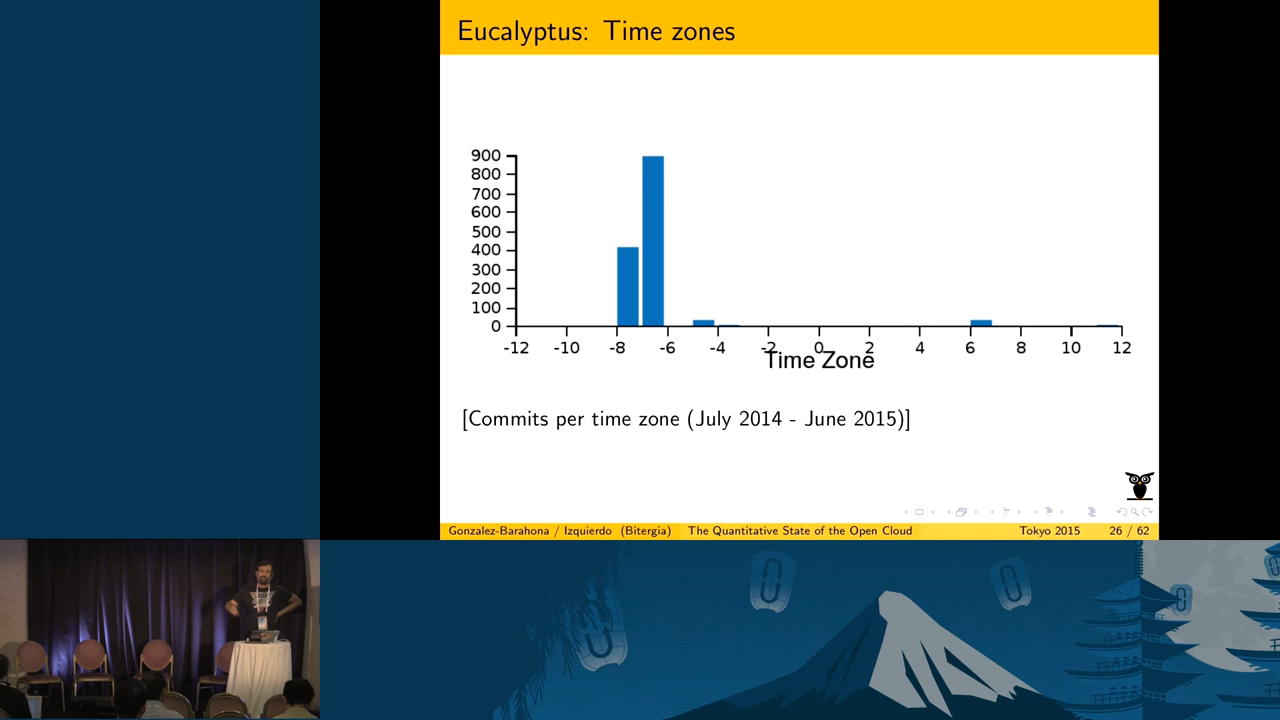 Eucalyptus: Time zones
900
800
700
600
500
400
300
200
100
0
-12 -10 -8 -6 -4 -2 0 2 4 6 8 10 12
Time Zone
[Commits per time zone (July 2014 - June 2015)]
Gonzalez-Barahona / Izquierdo (Bitergia) The Quantitative State of the Open Cloud Tokyo 2015 26 / 62